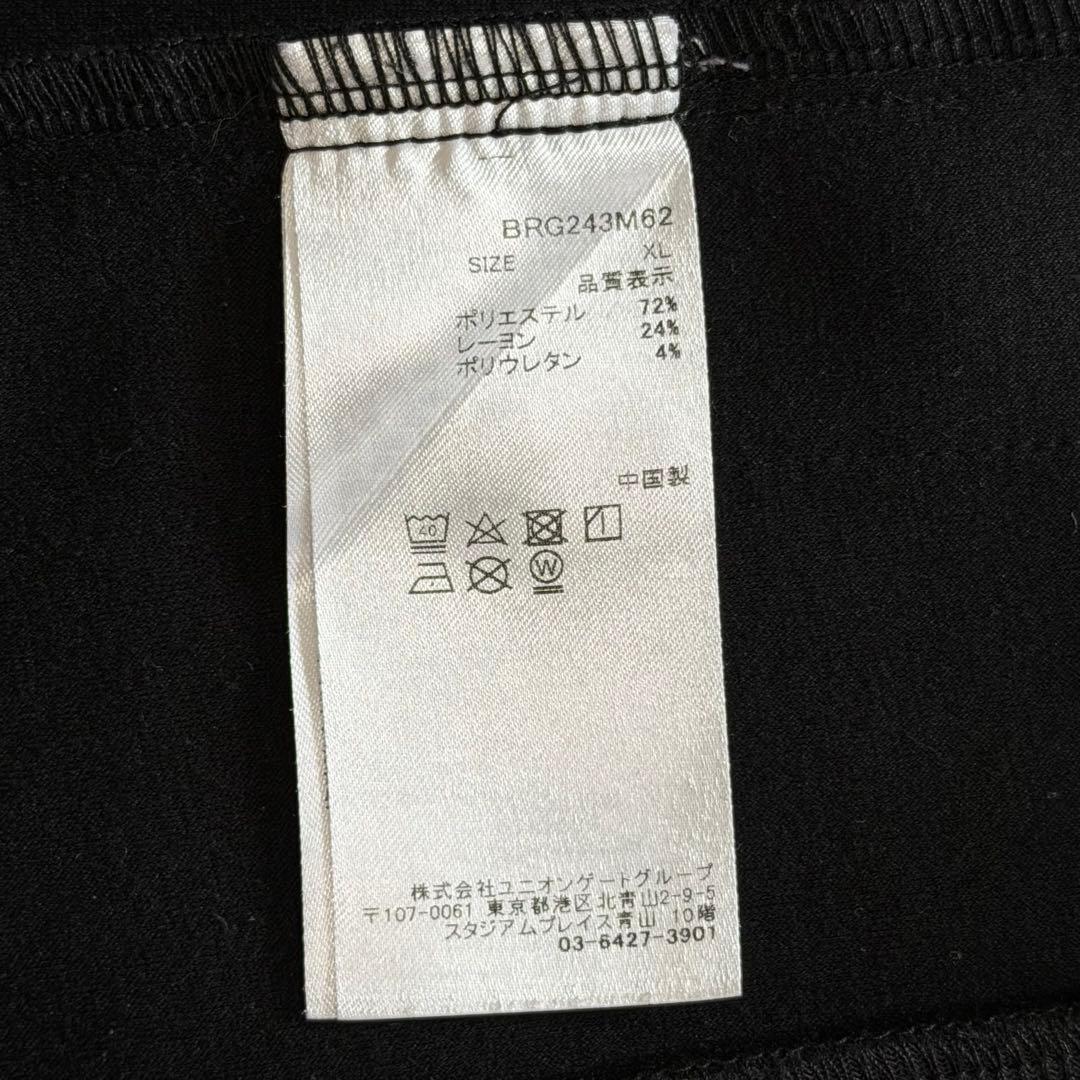 BRG243M62
SIZE XL
品質表示
ポリエステル 72%
レーヨン 24%
ポリウレタン 4%
中国製
40
W
株式会社ユニオンゲートグループ
〒107-0061 東京都港区北青山2-9-5
スタジアムプレイス青山 10階
03-6427-3901